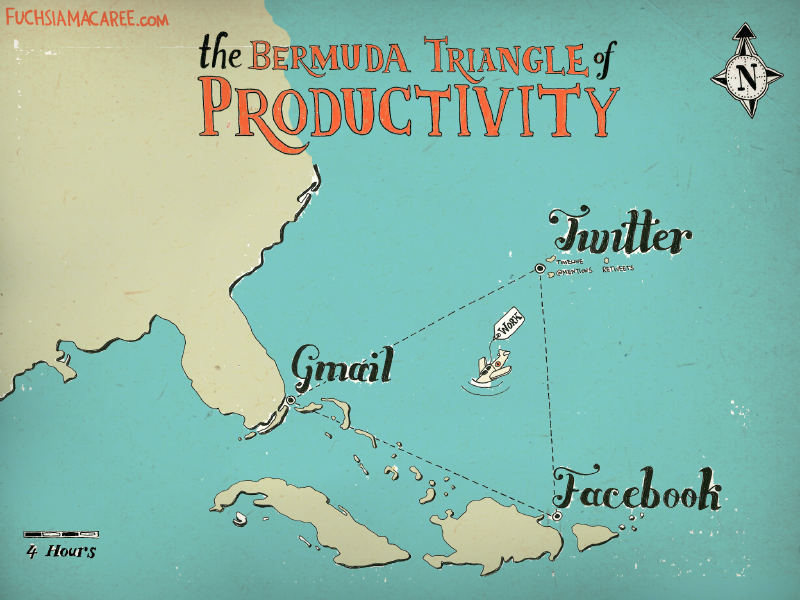 FUCHSIAMACAREE.COM
the BERMUDA TRIANGLE of
PRODUCTIVITY
N
Twitter
TIMELINE
@MENTIONS RETWEETS
WORK
Gmail
Facebook
4 Hours